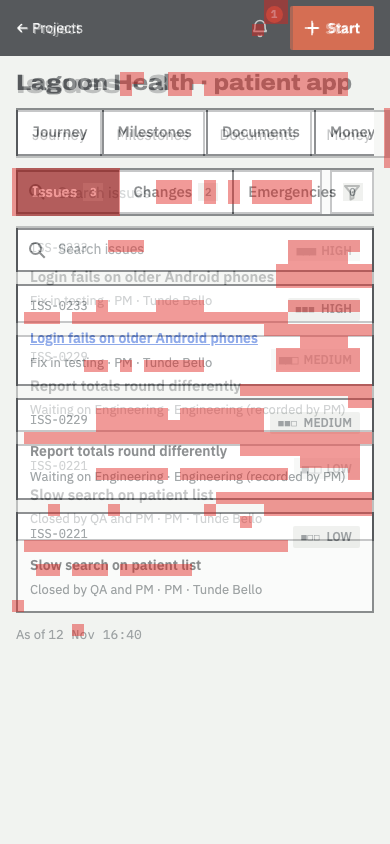 ← Projects
1
+ Start
Lagoon Health · patient app
Journey Milestones Documents Money
Issues 3 Changes 2 Emergencies 0
Search issues
ISS-0233 HIGH
Login fails on older Android phones
Fix in testing · PM · Tunde Bello
ISS-0229 MEDIUM
Report totals round differently
Waiting on Engineering · Engineering (recorded by PM)
ISS-0221 LOW
Slow search on patient list
Closed by QA and PM · PM · Tunde Bello
As of 12 Nov 16:40